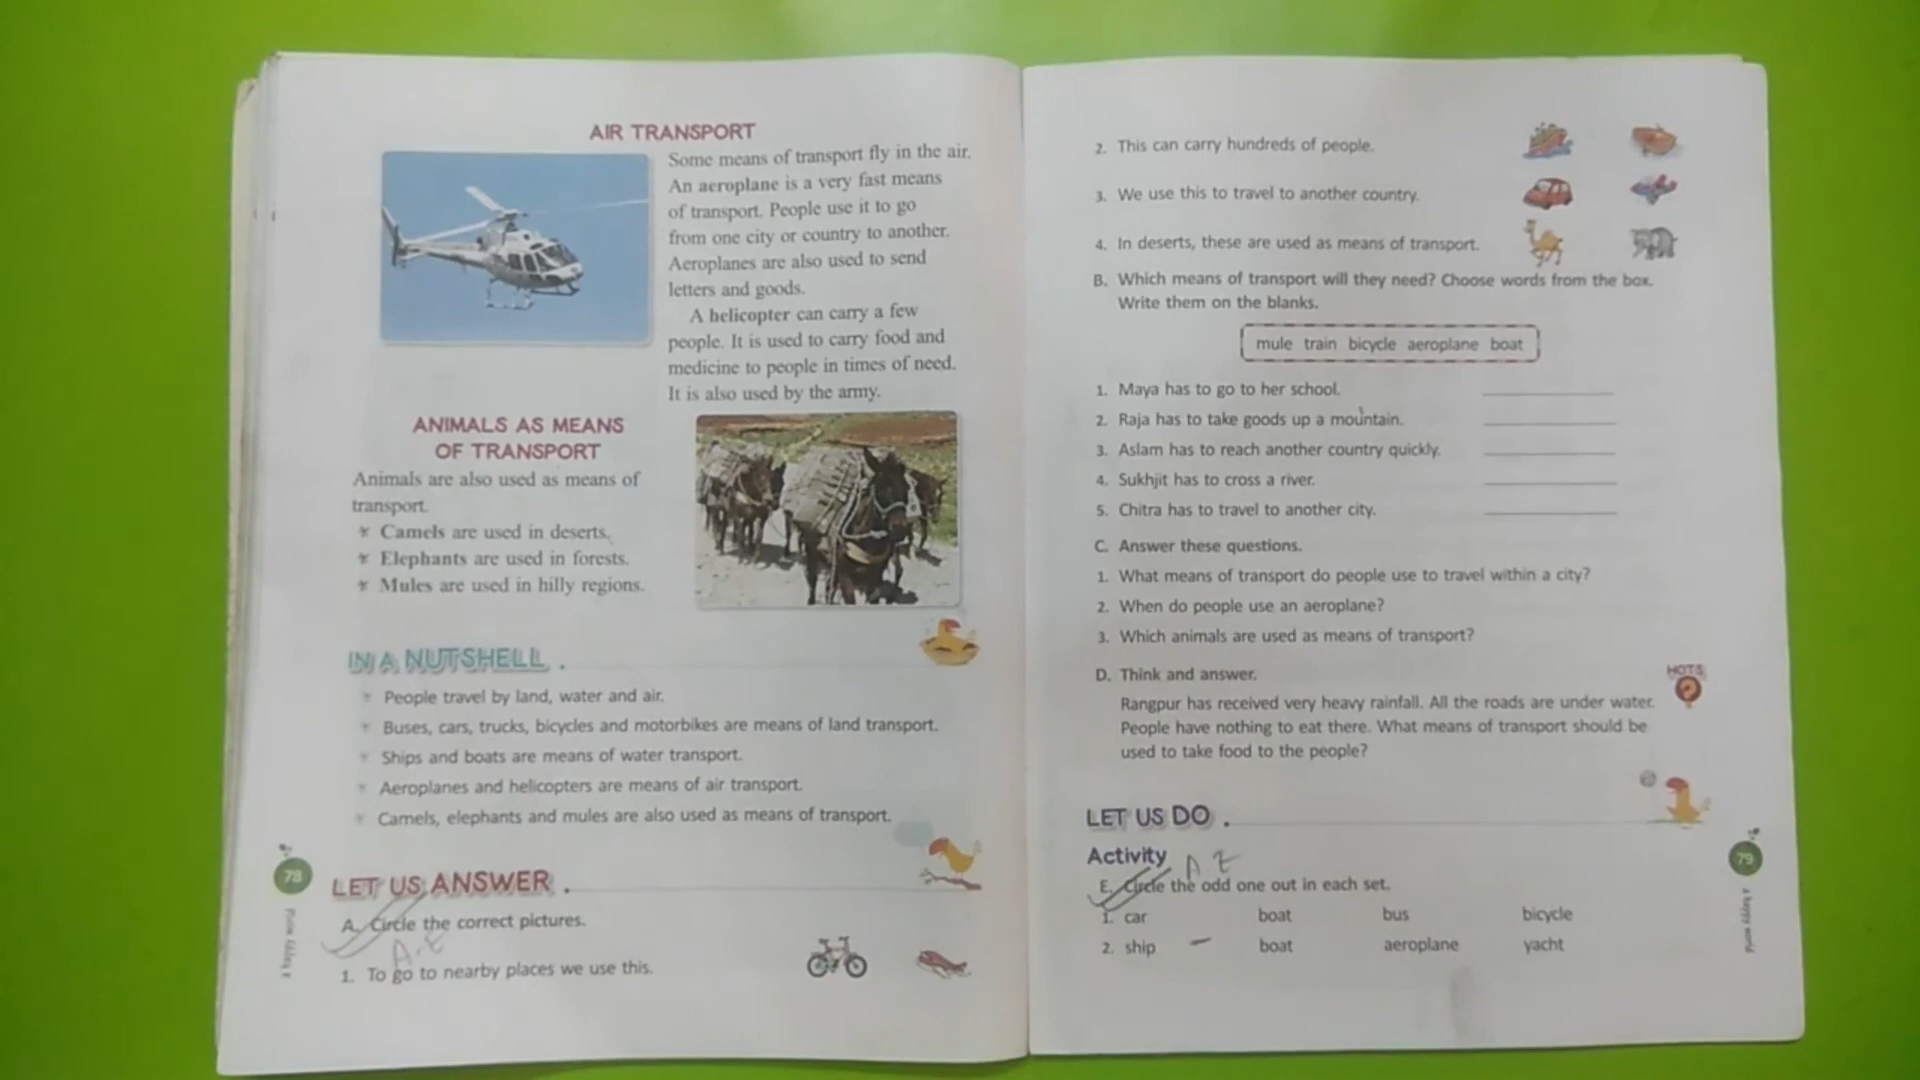 AIR TRANSPORT
Some means of transport fly in the air.
An aeroplane is a very fast means
of transport. People use it to go
from one city or country to another.
Aeroplanes are also used to send
letters and goods.
A helicopter can carry a few
people. It is used to carry food and
medicine to people in times of need.
It is also used by the army.
ANIMALS AS MEANS
OF TRANSPORT
Animals are also used as means of
transport.
* Camels are used in deserts.
* Elephants are used in forests.
* Mules are used in hilly regions.
IN A NUTSHELL
* People travel by land, water and air.
* Buses, cars, trucks, bicycles and motorbikes are means of land transport.
* Ships and boats are means of water transport.
* Aeroplanes and helicopters are means of air transport.
* Camels, elephants and mules are also used as means of transport.
78
LET US ANSWER
A. Circle the correct pictures.
A-E
1. To go to nearby places we use this.
2. This can carry hundreds of people.
3. We use this to travel to another country.
4. In deserts, these are used as means of transport.
B. Which means of transport will they need? Choose words from the box.
Write them on the blanks.
mule train bicycle aeroplane boat
1. Maya has to go to her school.
2. Raja has to take goods up a mountain.
3. Aslam has to reach another country quickly.
4. Sukhjit has to cross a river.
5. Chitra has to travel to another city.
C. Answer these questions.
1. What means of transport do people use to travel within a city?
2. When do people use an aeroplane?
3. Which animals are used as means of transport?
D. Think and answer.
HOTS
Rangpur has received very heavy rainfall. All the roads are under water.
People have nothing to eat there. What means of transport should be
used to take food to the people?
LET US DO
Activity
A E
E. Circle the odd one out in each set.
1. car boat bus bicycle
2. ship boat aeroplane yacht
79
a happy world